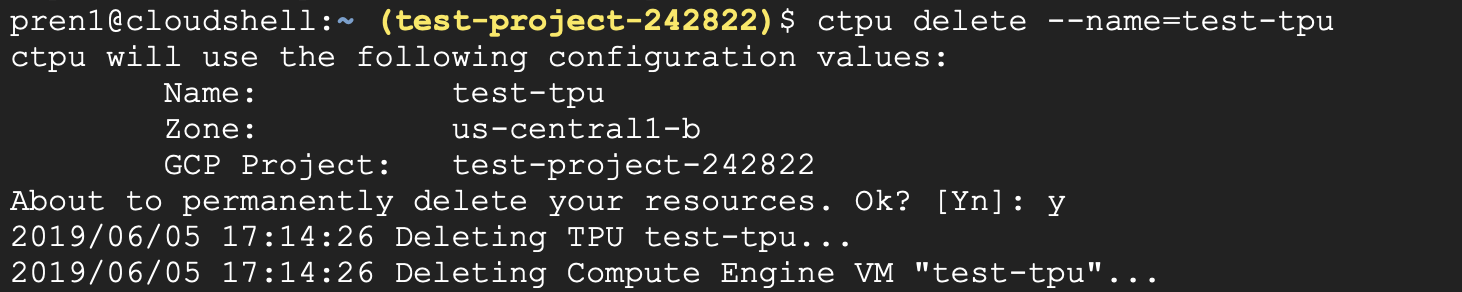 pren1@cloudshell:~ (test-project-242822)$ ctpu delete --name=test-tpu
ctpu will use the following configuration values:
Name: test-tpu
Zone: us-central1-b
GCP Project: test-project-242822
About to permanently delete your resources. Ok? [Yn]: y
2019/06/05 17:14:26 Deleting TPU test-tpu...
2019/06/05 17:14:26 Deleting Compute Engine VM "test-tpu"...